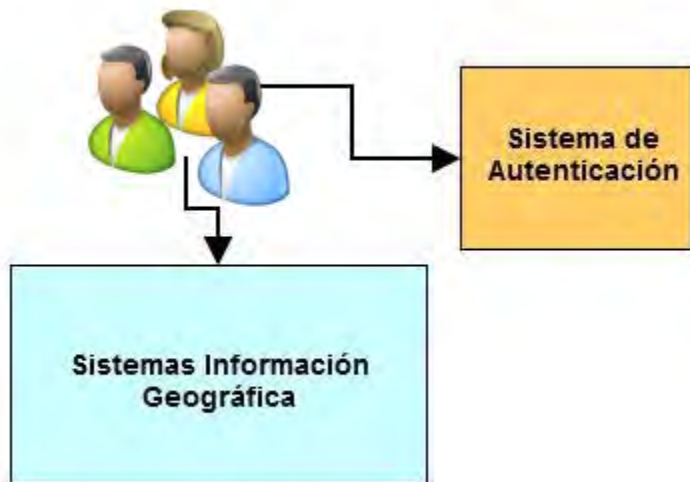 Sistema de
Autenticación
Sistemas Información
Geográfica